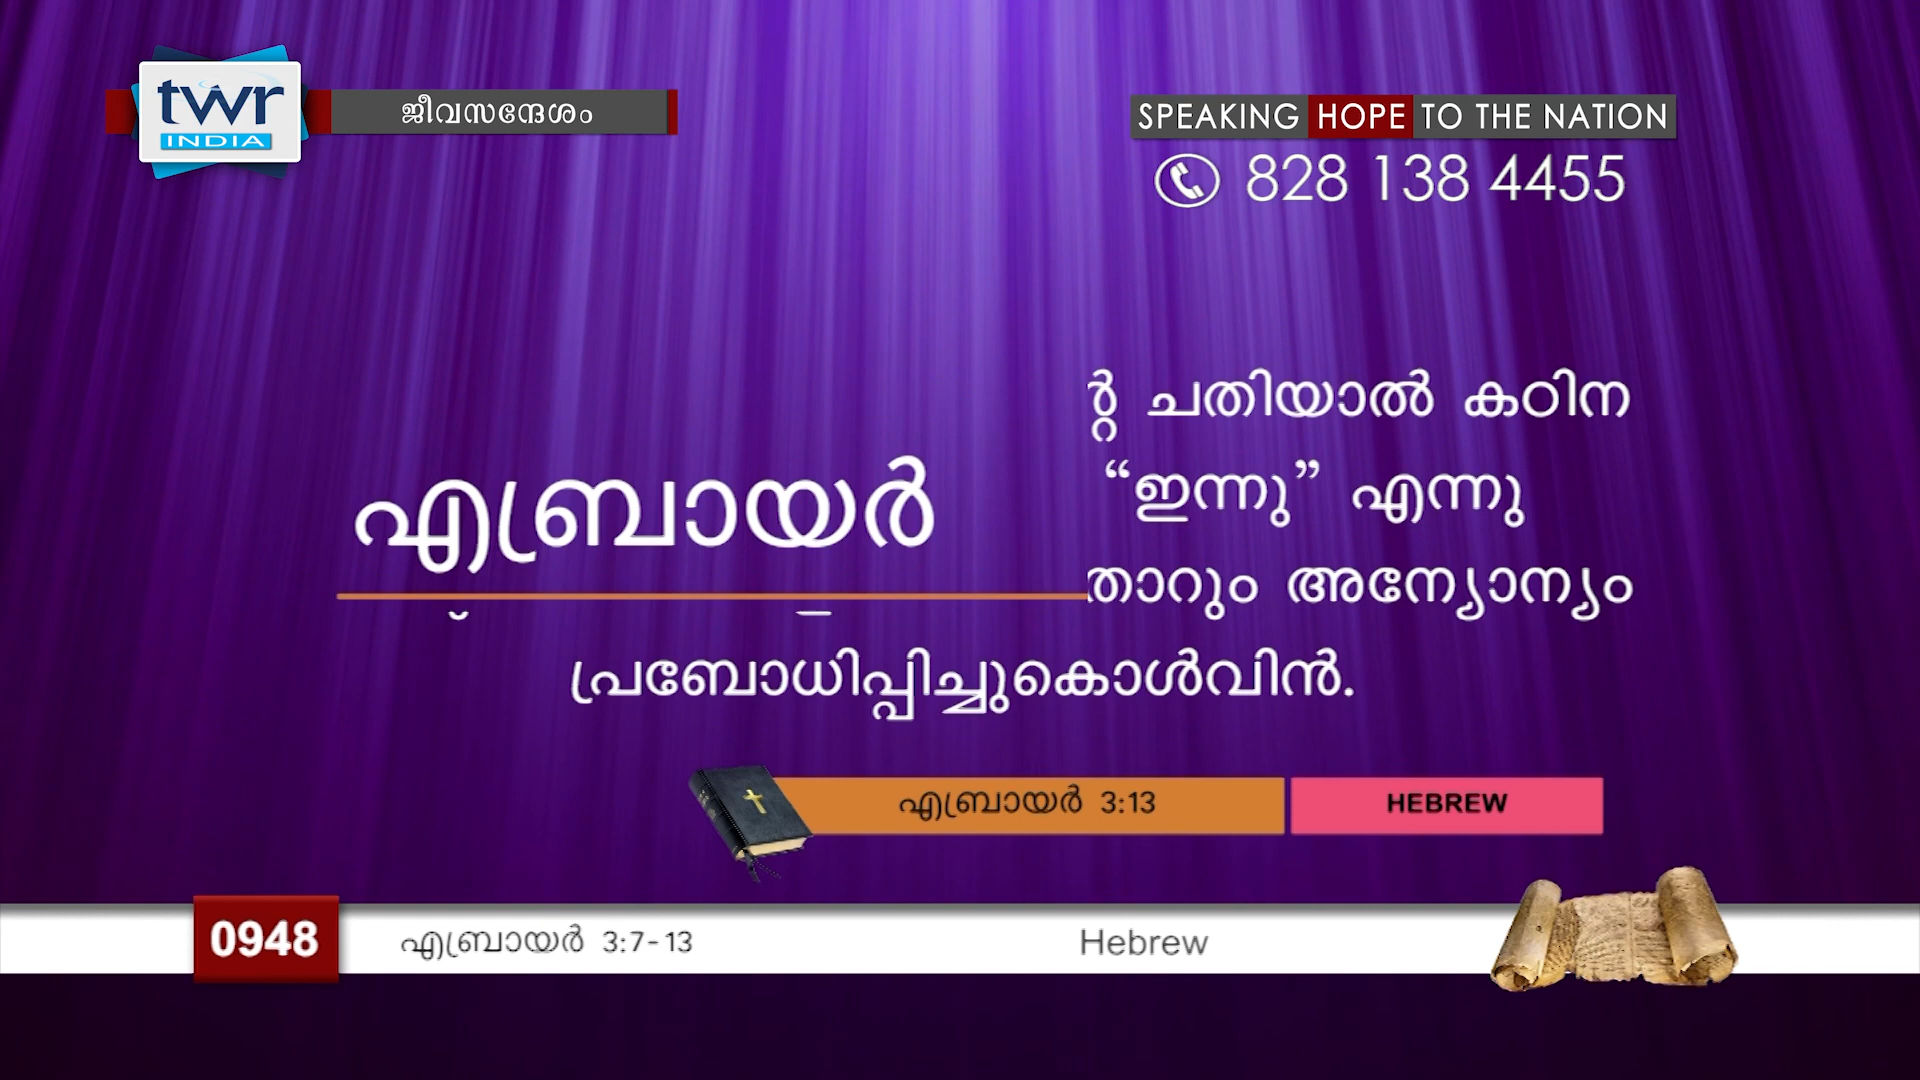 twr
INDIA
ജീവസന്ദേശം
SPEAKING HOPE TO THE NATION
828 138 4455
ചതിയാൽ കഠിന
എബ്രായർ
“ഇന്നു” എന്നു
അന്യോന്യം
പ്രബോധിപ്പിച്ചുകൊൾവിൻ.
എബ്രായർ 3:13
HEBREW
0948
എബ്രായർ 3:7-13
Hebrew